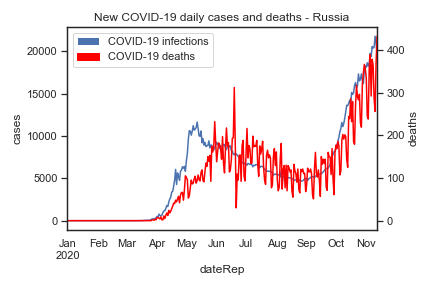 New COVID-19 daily cases and deaths - Russia
COVID-19 infections
COVID-19 deaths
20000
15000
10000
5000
0
cases
400
300
200
100
0
deaths
Jan Feb Mar Apr May Jun Jul Aug Sep Oct Nov
2020
dateRep